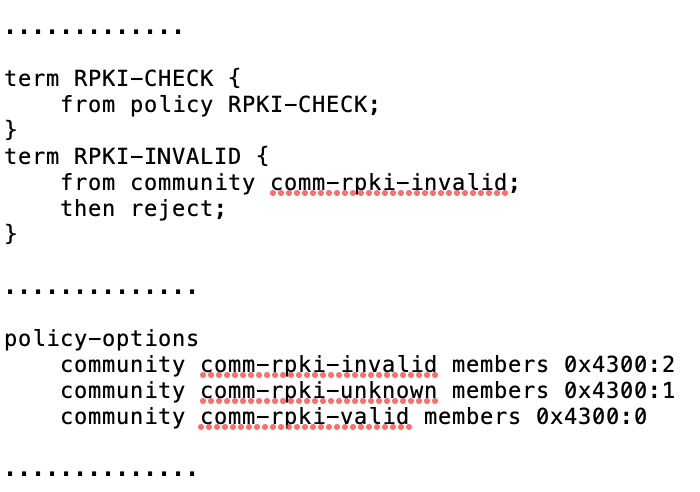 .............
term RPKI-CHECK {
    from policy RPKI-CHECK;
}
term RPKI-INVALID {
    from community comm-rpki-invalid;
    then reject;
}
..............
policy-options
    community comm-rpki-invalid members 0x4300:2
    community comm-rpki-unknown members 0x4300:1
    community comm-rpki-valid members 0x4300:0
..............